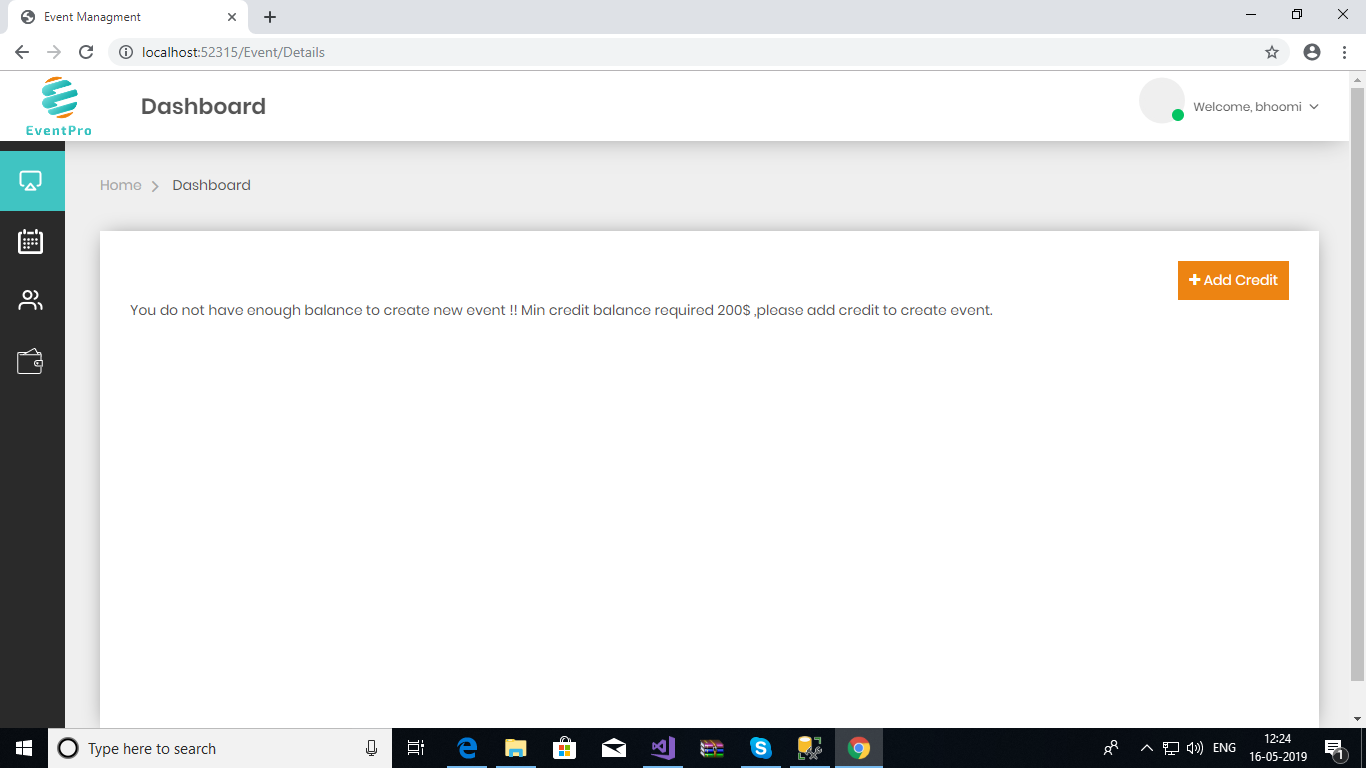 Event Managment
localhost:52315/Event/Details
EventPro
Dashboard
Welcome, bhoomi
Home
Dashboard
Add Credit
You do not have enough balance to create new event !! Min credit balance required 200$ ,please add credit to create event.
Type here to search
ENG
12:24
16-05-2019
1